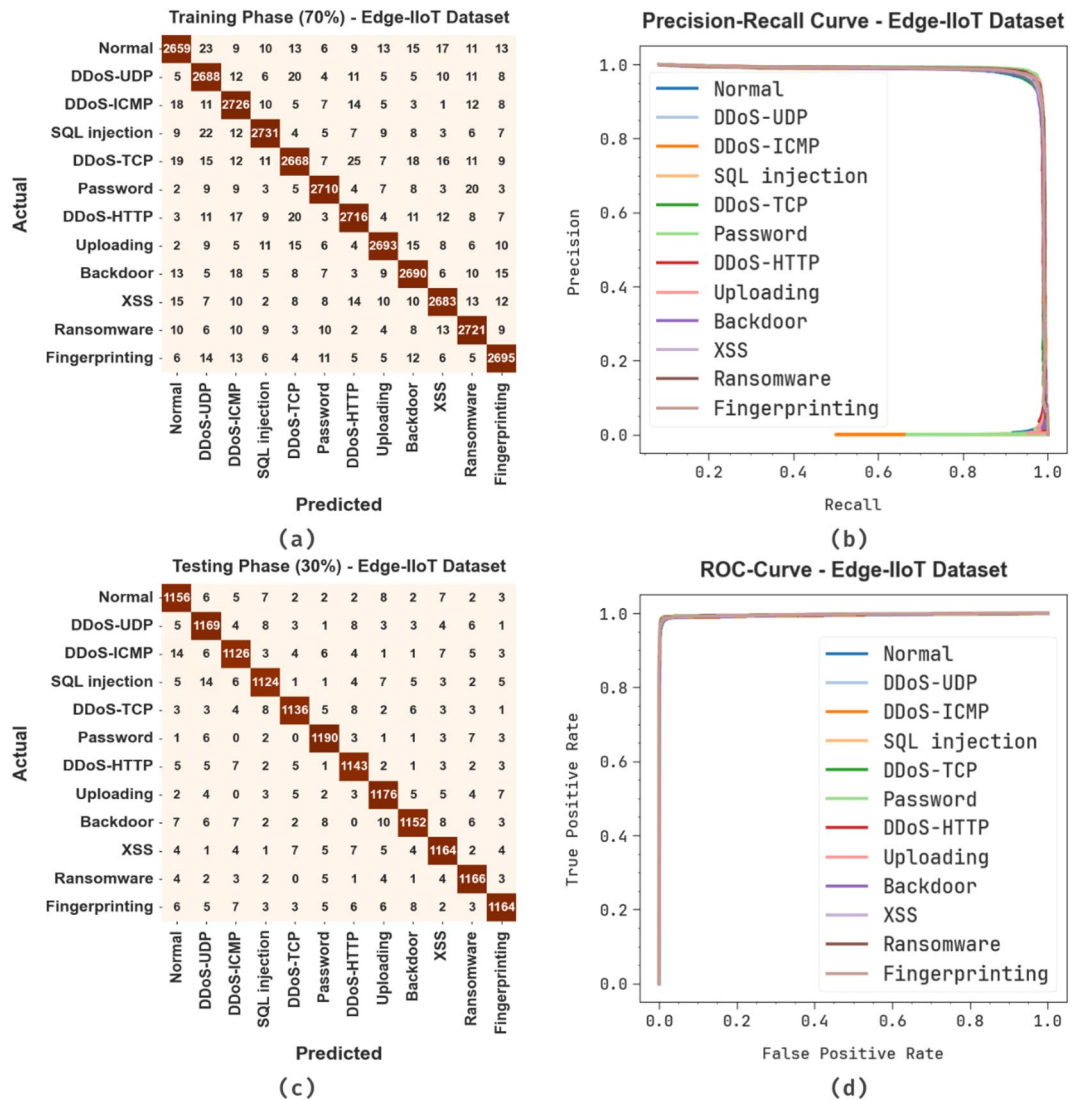 Training Phase (70%) - Edge-IIoT Dataset
Actual
Normal 2659 23 9 10 13 6 9 13 15 17 11 13
DDoS-UDP 5 2688 12 6 20 4 11 5 5 10 11 8
DDoS-ICMP 18 11 2726 10 5 7 14 5 3 1 12 8
SQL injection 9 22 12 2731 4 5 7 9 8 3 6 7
DDoS-TCP 19 15 12 11 2668 7 25 7 18 16 11 9
Password 2 9 9 3 5 2710 4 7 8 3 20 3
DDoS-HTTP 3 11 17 9 20 3 2716 4 11 12 8 7
Uploading 2 9 5 11 15 6 4 2693 15 8 6 10
Backdoor 13 5 18 5 8 7 3 9 2690 6 10 15
XSS 15 7 10 2 8 8 14 10 10 2683 13 12
Ransomware 10 6 10 9 3 10 2 4 8 13 2721 9
Fingerprinting 6 14 13 6 4 11 5 5 12 6 5 2695
Normal DDoS-UDP DDoS-ICMP SQL injection DDoS-TCP Password DDoS-HTTP Uploading Backdoor XSS Ransomware Fingerprinting
Predicted
(a)
Precision-Recall Curve - Edge-IIoT Dataset
Precision
1.0
0.8
0.6
0.4
0.2
0.0
Normal
DDoS-UDP
DDoS-ICMP
SQL injection
DDoS-TCP
Password
DDoS-HTTP
Uploading
Backdoor
XSS
Ransomware
Fingerprinting
0.2 0.4 0.6 0.8 1.0
Recall
(b)
Testing Phase (30%) - Edge-IIoT Dataset
Actual
Normal 1156 6 5 7 2 2 2 8 2 7 2 3
DDoS-UDP 5 1169 4 8 3 1 8 3 3 4 6 1
DDoS-ICMP 14 6 1126 3 4 6 4 1 1 7 5 3
SQL injection 5 14 6 1124 1 1 4 7 5 3 2 5
DDoS-TCP 3 3 4 8 1136 5 8 2 6 3 3 1
Password 1 6 0 2 0 1190 3 1 1 3 7 3
DDoS-HTTP 5 5 7 2 5 1 1143 2 1 3 2 3
Uploading 2 4 0 3 5 2 3 1176 5 5 4 7
Backdoor 7 6 7 2 2 8 0 10 1152 8 6 3
XSS 4 1 4 1 7 5 7 5 4 1164 2 4
Ransomware 4 2 3 2 0 5 1 4 1 4 1166 3
Fingerprinting 6 5 7 3 3 5 6 6 8 2 3 1164
Normal DDoS-UDP DDoS-ICMP SQL injection DDoS-TCP Password DDoS-HTTP Uploading Backdoor XSS Ransomware Fingerprinting
Predicted
(c)
ROC-Curve - Edge-IIoT Dataset
True Positive Rate
1.0
0.8
0.6
0.4
0.2
0.0
Normal
DDoS-UDP
DDoS-ICMP
SQL injection
DDoS-TCP
Password
DDoS-HTTP
Uploading
Backdoor
XSS
Ransomware
Fingerprinting
0.0 0.2 0.4 0.6 0.8 1.0
False Positive Rate
(d)